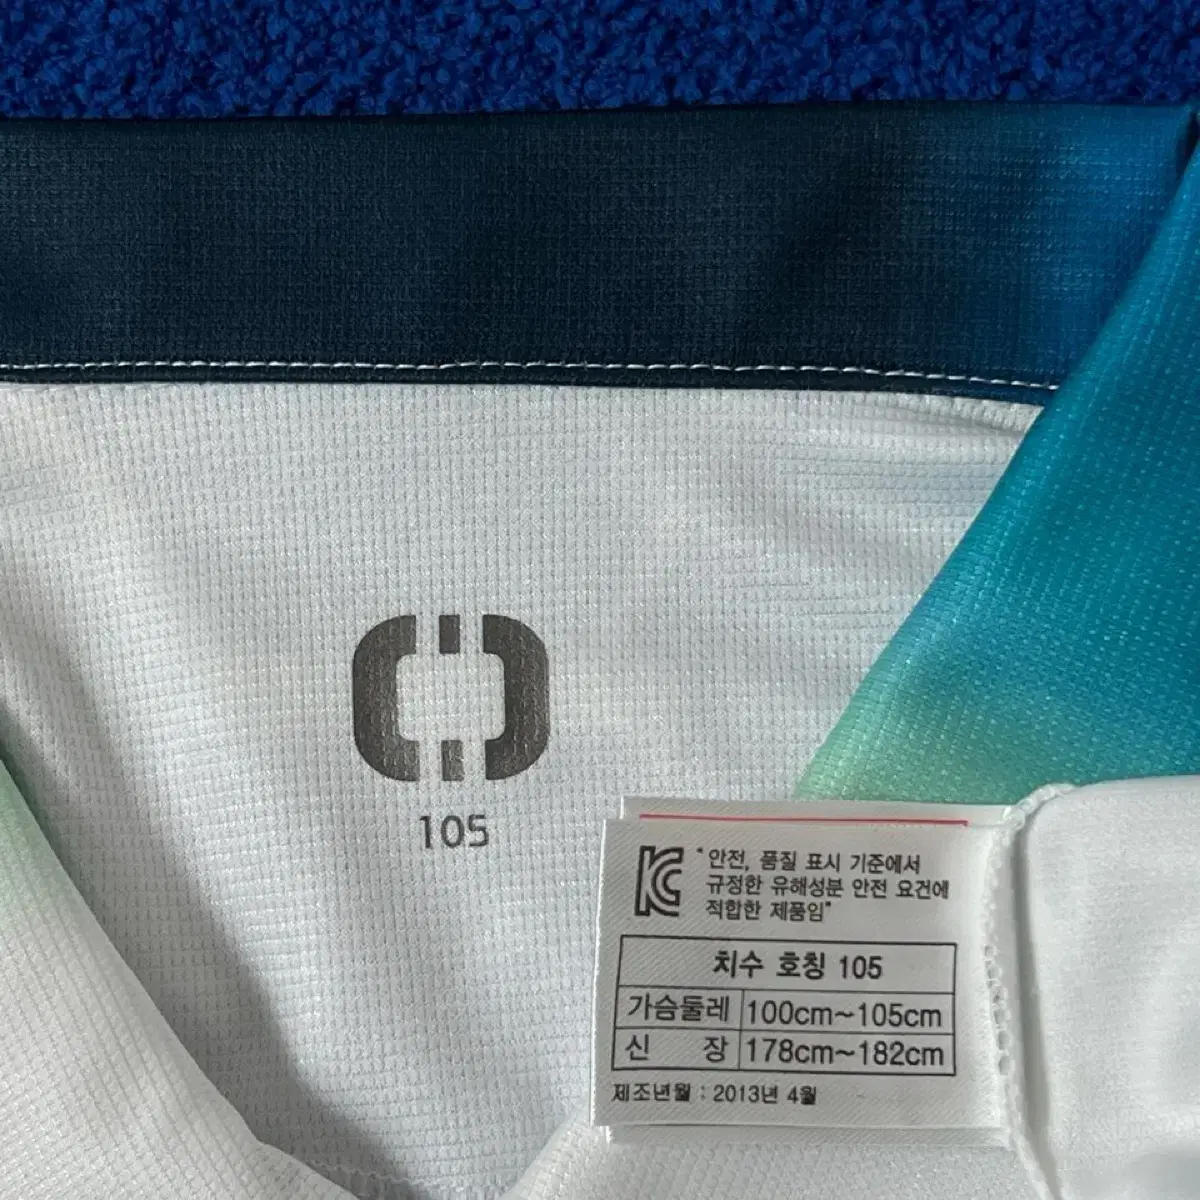 105
KC "안전, 품질 표시 기준에서
규정한 유해성분 안전 요건에
적합한 제품임"
치수 호칭 105
가슴둘레 100cm~105cm
신 장 178cm~182cm
제조년월 : 2013년 4월